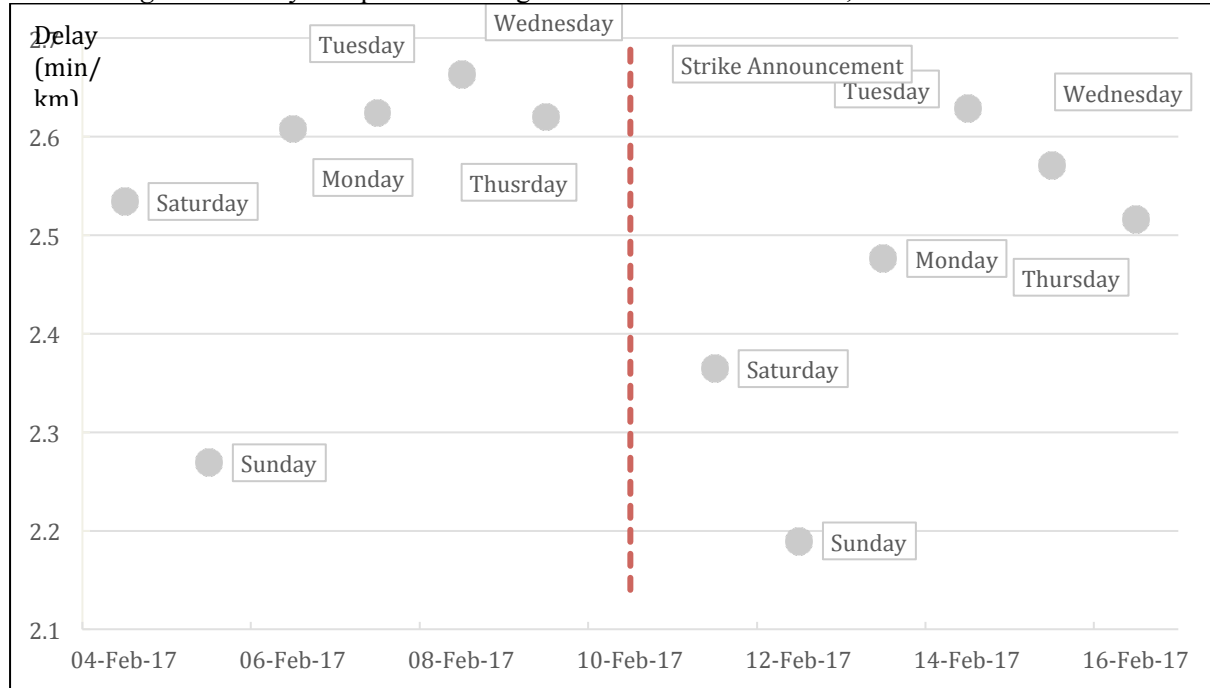 Delay
(min/
km)
2.7
2.6
2.5
2.4
2.3
2.2
2.1
Tuesday
Wednesday
Strike Announcement
Tuesday
Wednesday
Monday
Thusrday
Saturday
Monday
Thursday
Saturday
Sunday
Sunday
04-Feb-17
06-Feb-17
08-Feb-17
10-Feb-17
12-Feb-17
14-Feb-17
16-Feb-17